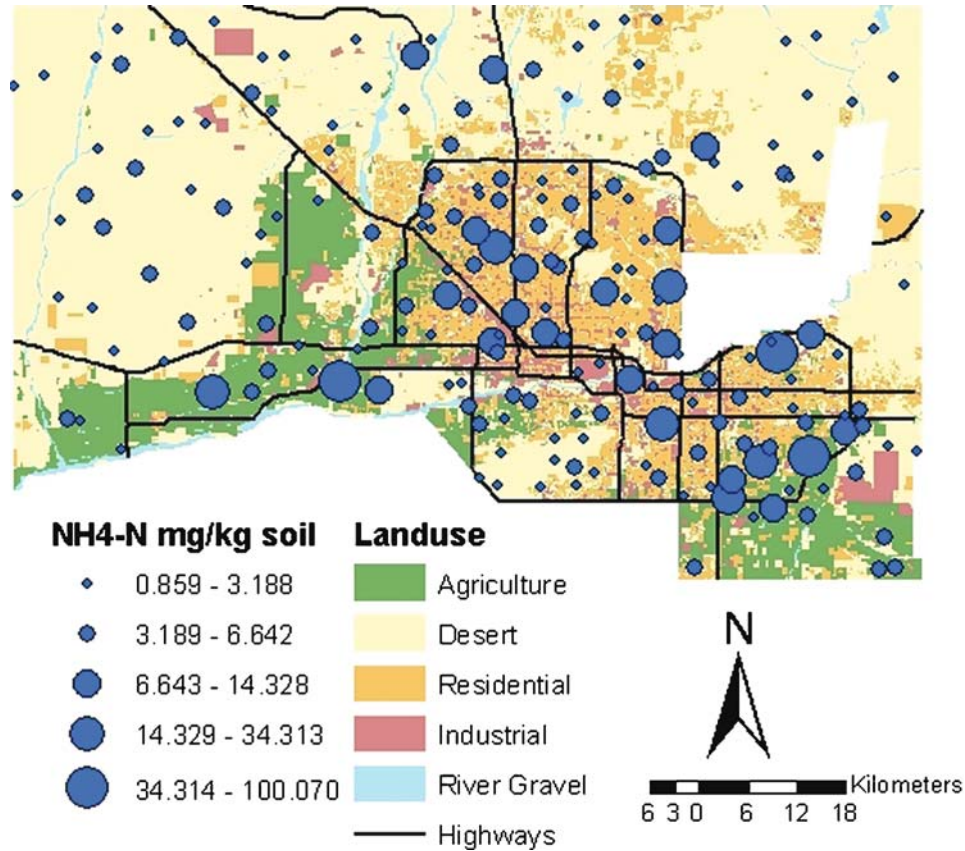 NH4-N mg/kg soil
0.859 - 3.188
3.189 - 6.642
6.643 - 14.328
14.329 - 34.313
34.314 - 100.070
Landuse
Agriculture
Desert
Residential
Industrial
River Gravel
Highways
N
Kilometers
6 3 0 6 12 18